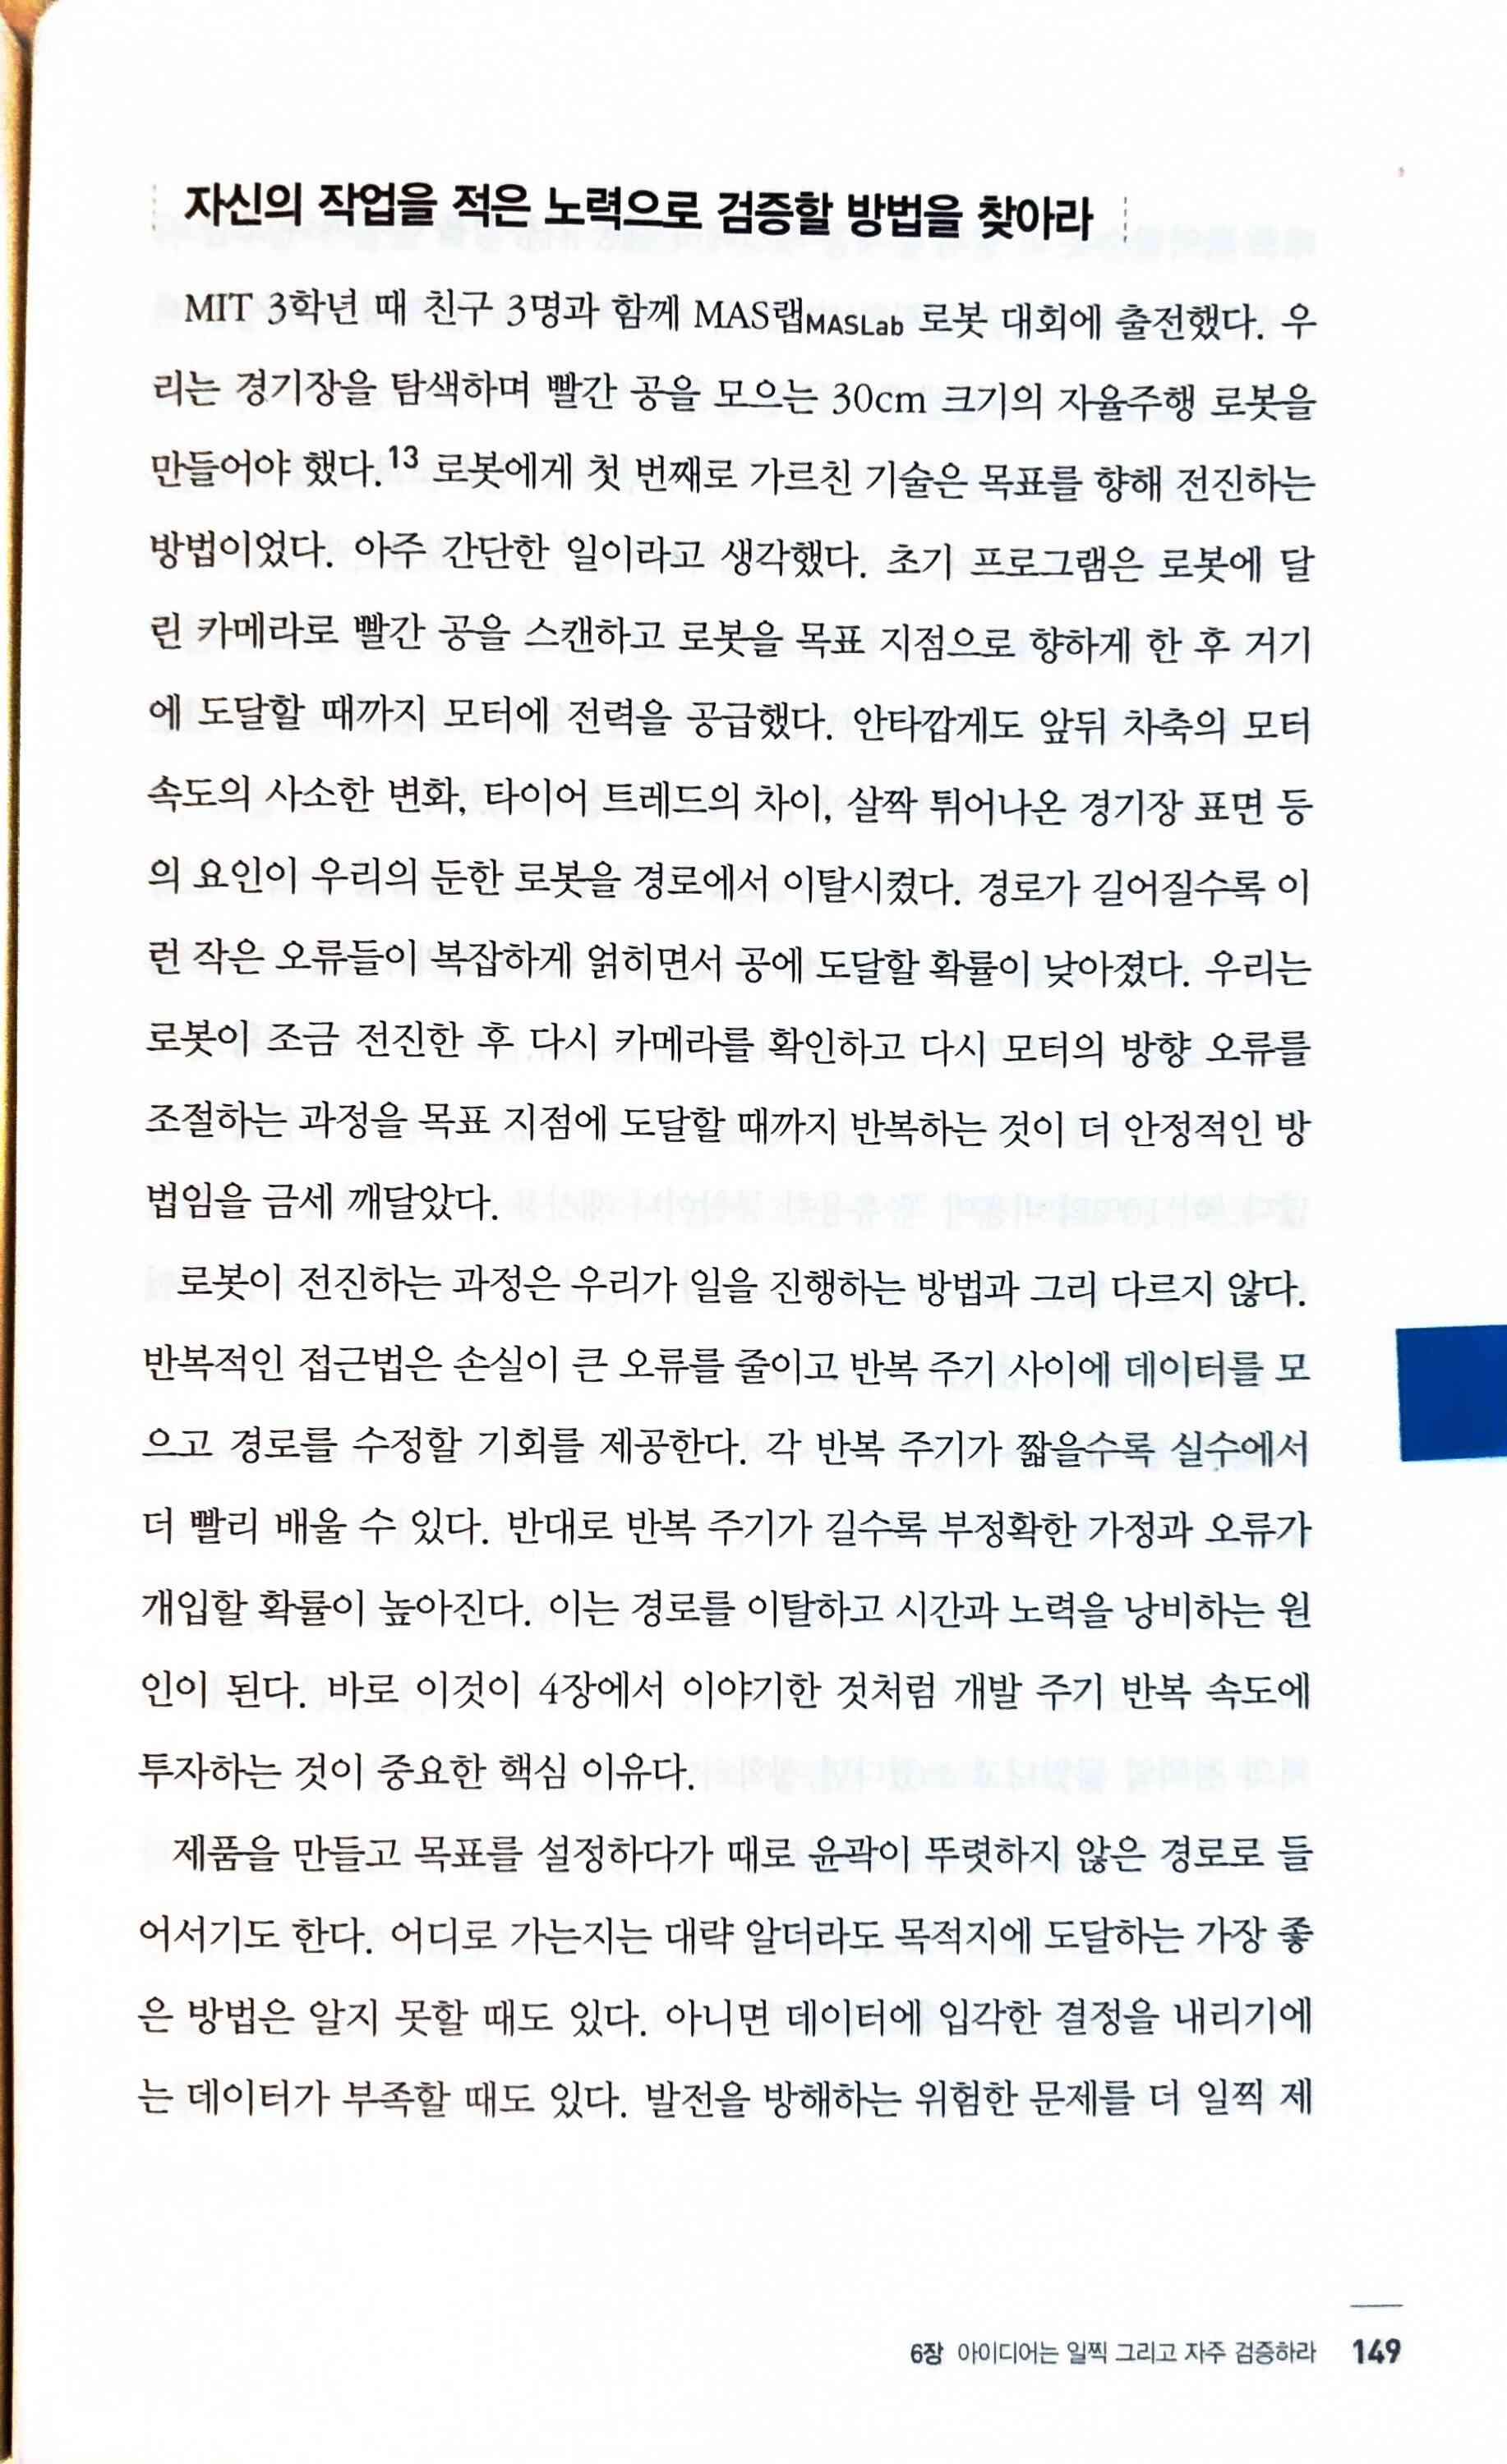 자신의 작업을 적은 노력으로 검증할 방법을 찾아라
MIT 3학년 때 친구 3명과 함께 MAS랩MASLab 로봇 대회에 출전했다. 우
리는 경기장을 탐색하며 빨간 공을 모으는 30cm 크기의 자율주행 로봇을
만들어야 했다.13 로봇에게 첫 번째로 가르친 기술은 목표를 향해 전진하는
방법이었다. 아주 간단한 일이라고 생각했다. 초기 프로그램은 로봇에 달
린 카메라로 빨간 공을 스캔하고 로봇을 목표 지점으로 향하게 한 후 거기
에 도달할 때까지 모터에 전력을 공급했다. 안타깝게도 앞뒤 차축의 모터
속도의 사소한 변화, 타이어 트레드의 차이, 살짝 튀어나온 경기장 표면 등
의 요인이 우리의 둔한 로봇을 경로에서 이탈시켰다. 경로가 길어질수록 이
런 작은 오류들이 복잡하게 얽히면서 공에 도달할 확률이 낮아졌다. 우리는
로봇이 조금 전진한 후 다시 카메라를 확인하고 다시 모터의 방향 오류를
조절하는 과정을 목표 지점에 도달할 때까지 반복하는 것이 더 안정적인 방
법임을 금세 깨달았다.
로봇이 전진하는 과정은 우리가 일을 진행하는 방법과 그리 다르지 않다.
반복적인 접근법은 손실이 큰 오류를 줄이고 반복 주기 사이에 데이터를 모
으고 경로를 수정할 기회를 제공한다. 각 반복 주기가 짧을수록 실수에서
더 빨리 배울 수 있다. 반대로 반복 주기가 길수록 부정확한 가정과 오류가
개입할 확률이 높아진다. 이는 경로를 이탈하고 시간과 노력을 낭비하는 원
인이 된다. 바로 이것이 4장에서 이야기한 것처럼 개발 주기 반복 속도에
투자하는 것이 중요한 핵심 이유다.
제품을 만들고 목표를 설정하다가 때로 윤곽이 뚜렷하지 않은 경로로 들
어서기도 한다. 어디로 가는지는 대략 알더라도 목적지에 도달하는 가장 좋
은 방법은 알지 못할 때도 있다. 아니면 데이터에 입각한 결정을 내리기에
는 데이터가 부족할 때도 있다. 발전을 방해하는 위험한 문제를 더 일찍 제
6장 아이디어는 일찍 그리고 자주 검증하라 149